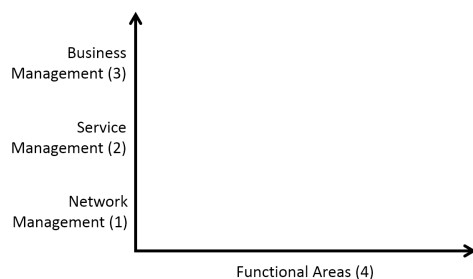 Business
Management (3)
Service
Management (2)
Network
Management (1)
Functional Areas (4)